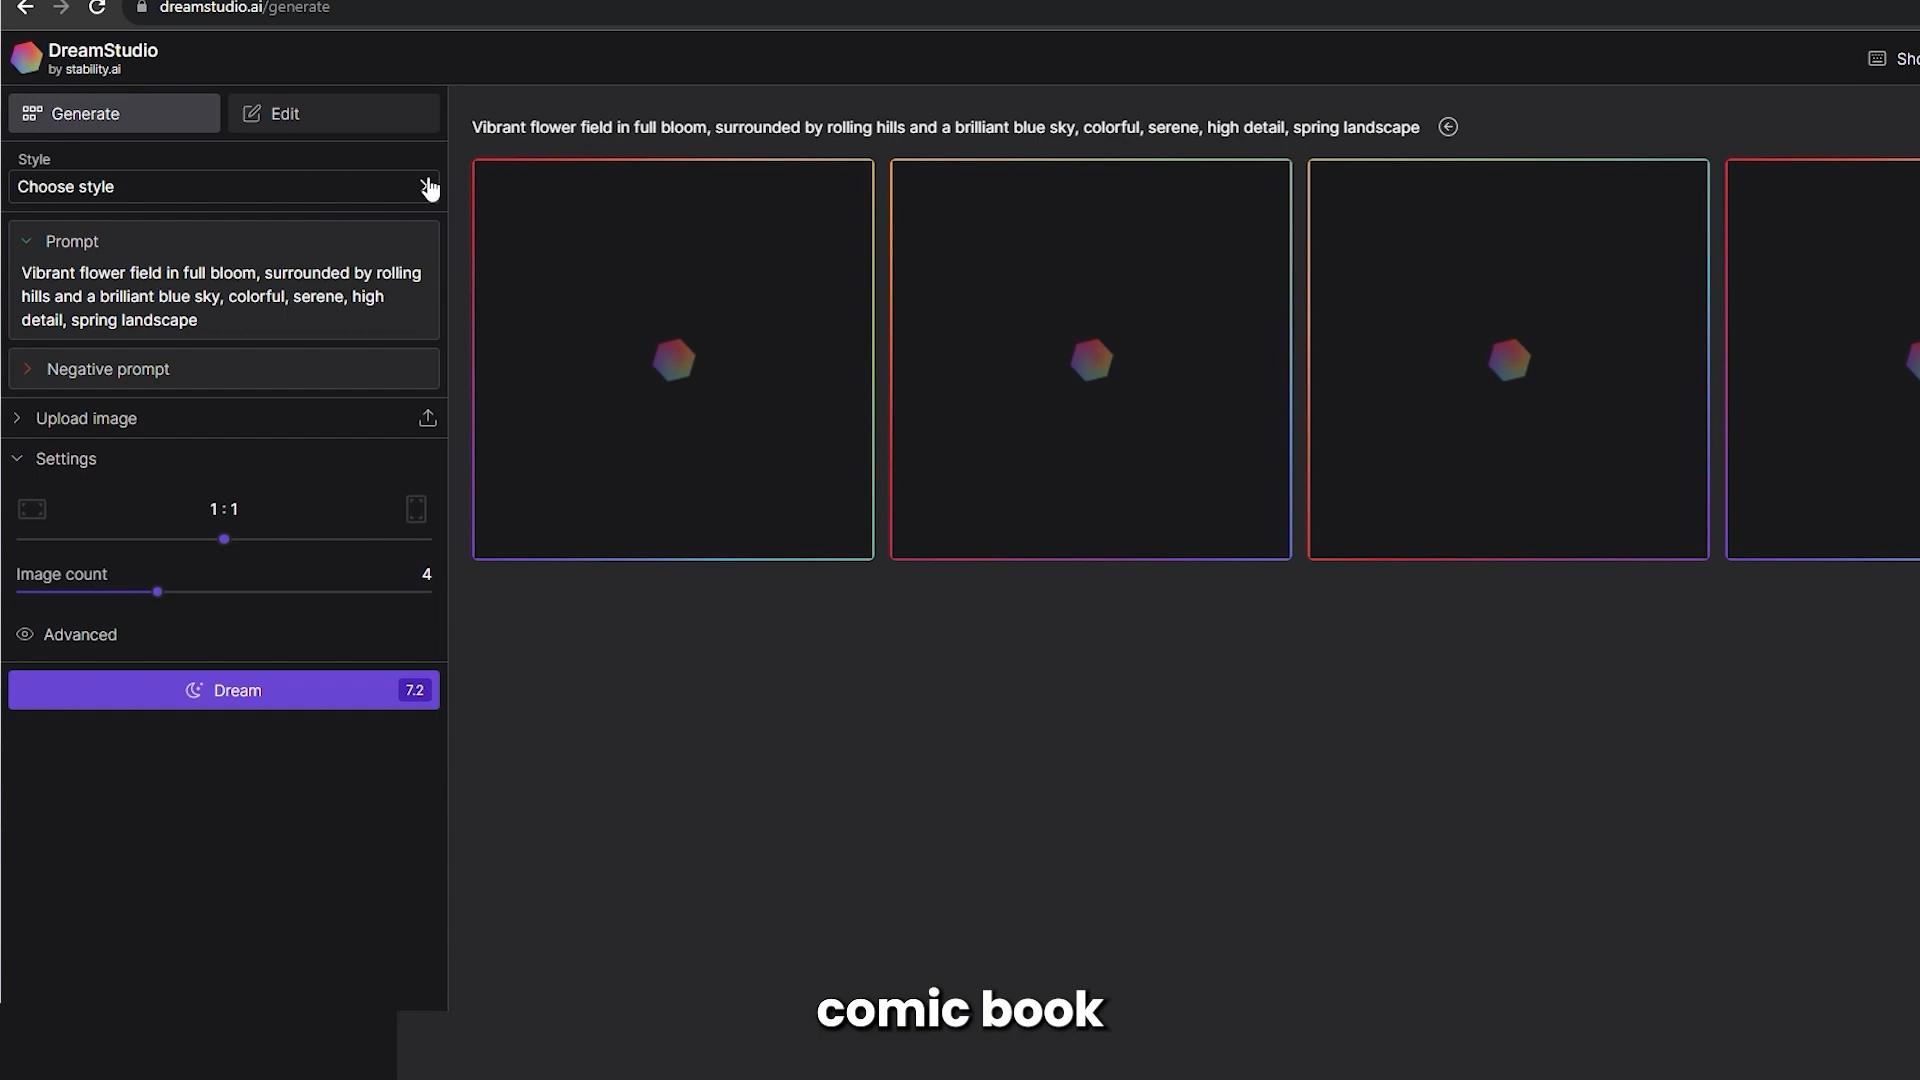 dreamstudio.ai/generate
DreamStudio
by stability.ai
Sho
Generate
Edit
Style
Choose style
Prompt
Vibrant flower field in full bloom, surrounded by rolling
hills and a brilliant blue sky, colorful, serene, high
detail, spring landscape
Negative prompt
Upload image
Settings
1 : 1
Image count
4
Advanced
Dream
7.2
Vibrant flower field in full bloom, surrounded by rolling hills and a brilliant blue sky, colorful, serene, high detail, spring landscape
comic book